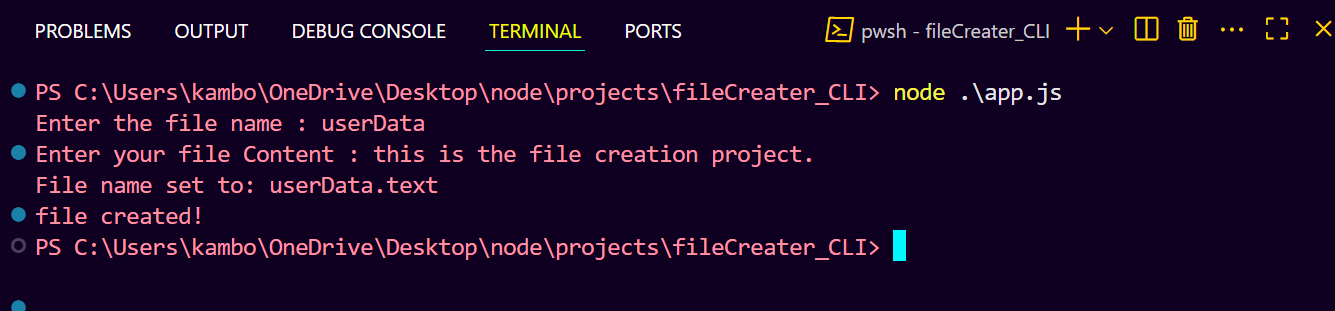 PROBLEMS OUTPUT DEBUG CONSOLE TERMINAL PORTS pwsh - fileCreater_CLI
PS C:\Users\kambo\OneDrive\Desktop\node\projects\fileCreater_CLI> node .\app.js
Enter the file name : userData
Enter your file Content : this is the file creation project.
File name set to: userData.text
file created!
PS C:\Users\kambo\OneDrive\Desktop\node\projects\fileCreater_CLI>